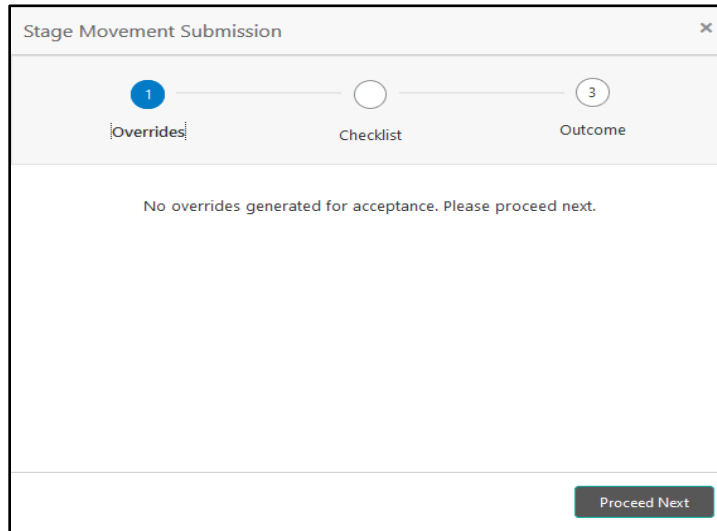 Stage Movement Submission ×
1 3
Overrides Checklist Outcome
No overrides generated for acceptance. Please proceed next.
Proceed Next